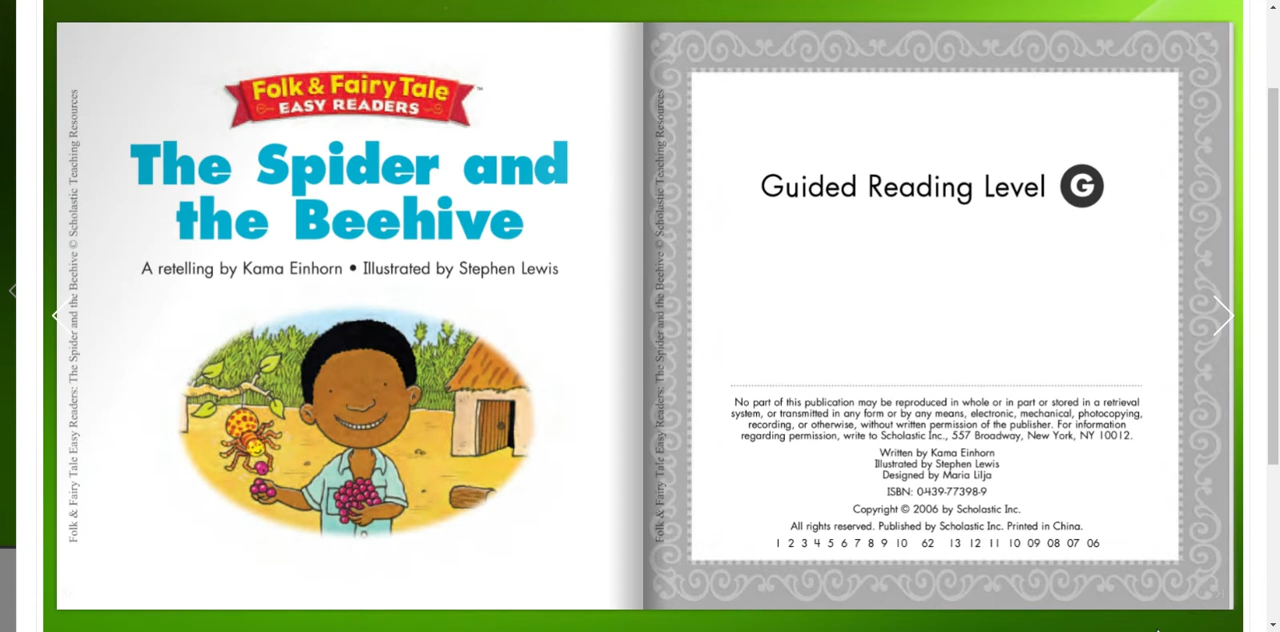 Folk & Fairy Tale Easy Readers: The Spider and the Beehive © Scholastic Teaching Resources
Folk & Fairy Tale™
EASY READERS
The Spider and
the Beehive
A retelling by Kama Einhorn • Illustrated by Stephen Lewis
Folk & Fairy Tale Easy Readers: The Spider and the Beehive © Scholastic Teaching Resources
Guided Reading Level G
No part of this publication may be reproduced in whole or in part or stored in a retrieval
system, or transmitted in any form or by any means, electronic, mechanical, photocopying,
recording, or otherwise, without written permission of the publisher. For information
regarding permission, write to Scholastic Inc., 557 Broadway, New York, NY 10012.
Written by Kama Einhorn
Illustrated by Stephen Lewis
Designed by Maria Lilja
ISBN: 0-439-77398-9
Copyright © 2006 by Scholastic Inc.
All rights reserved. Published by Scholastic Inc. Printed in China.
1 2 3 4 5 6 7 8 9 10 62 13 12 11 10 09 08 07 06